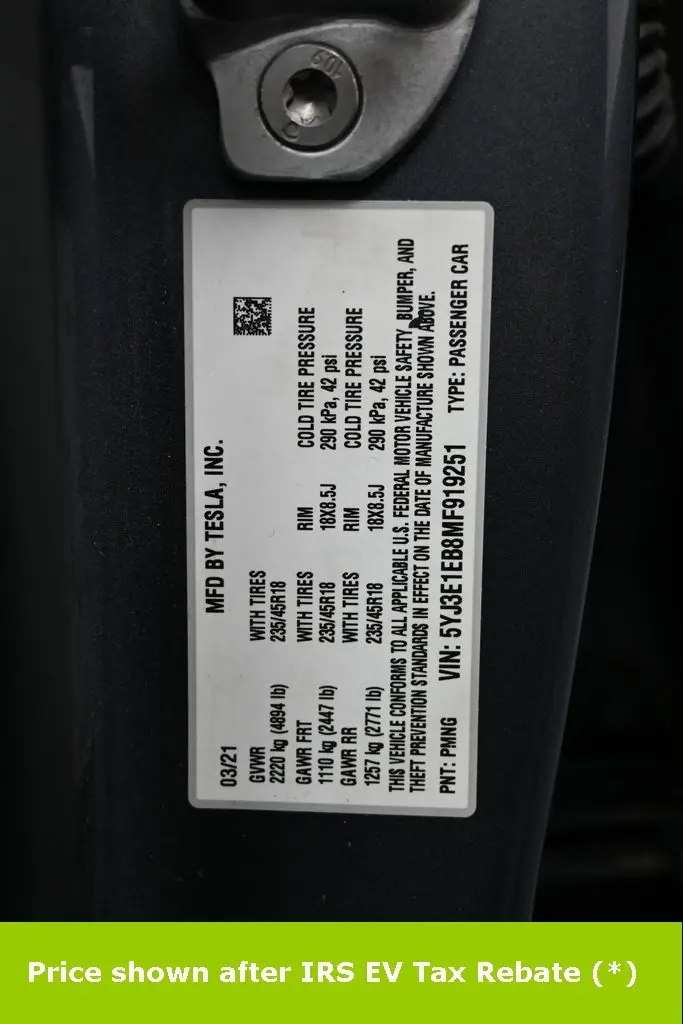 10.9
MFD BY TESLA, INC.
03/21
GVWR WITH TIRES
2220 kg (4894 lb) 235/45R18
GAWR FRT WITH TIRES RIM COLD TIRE PRESSURE
1110 kg (2447 lb) 235/45R18 18X8.5J 290 kPa, 42 psi
GAWR RR WITH TIRES RIM COLD TIRE PRESSURE
1257 kg (2771 lb) 235/45R18 18X8.5J 290 kPa, 42 psi
THIS VEHICLE CONFORMS TO ALL APPLICABLE U.S. FEDERAL MOTOR VEHICLE SAFETY, BUMPER, AND
THEFT PREVENTION STANDARDS IN EFFECT ON THE DATE OF MANUFACTURE SHOWN ABOVE.
PNT: PMNG VIN: 5YJ3E1EB8MF919251 TYPE: PASSENGER CAR
Price shown after IRS EV Tax Rebate (*)